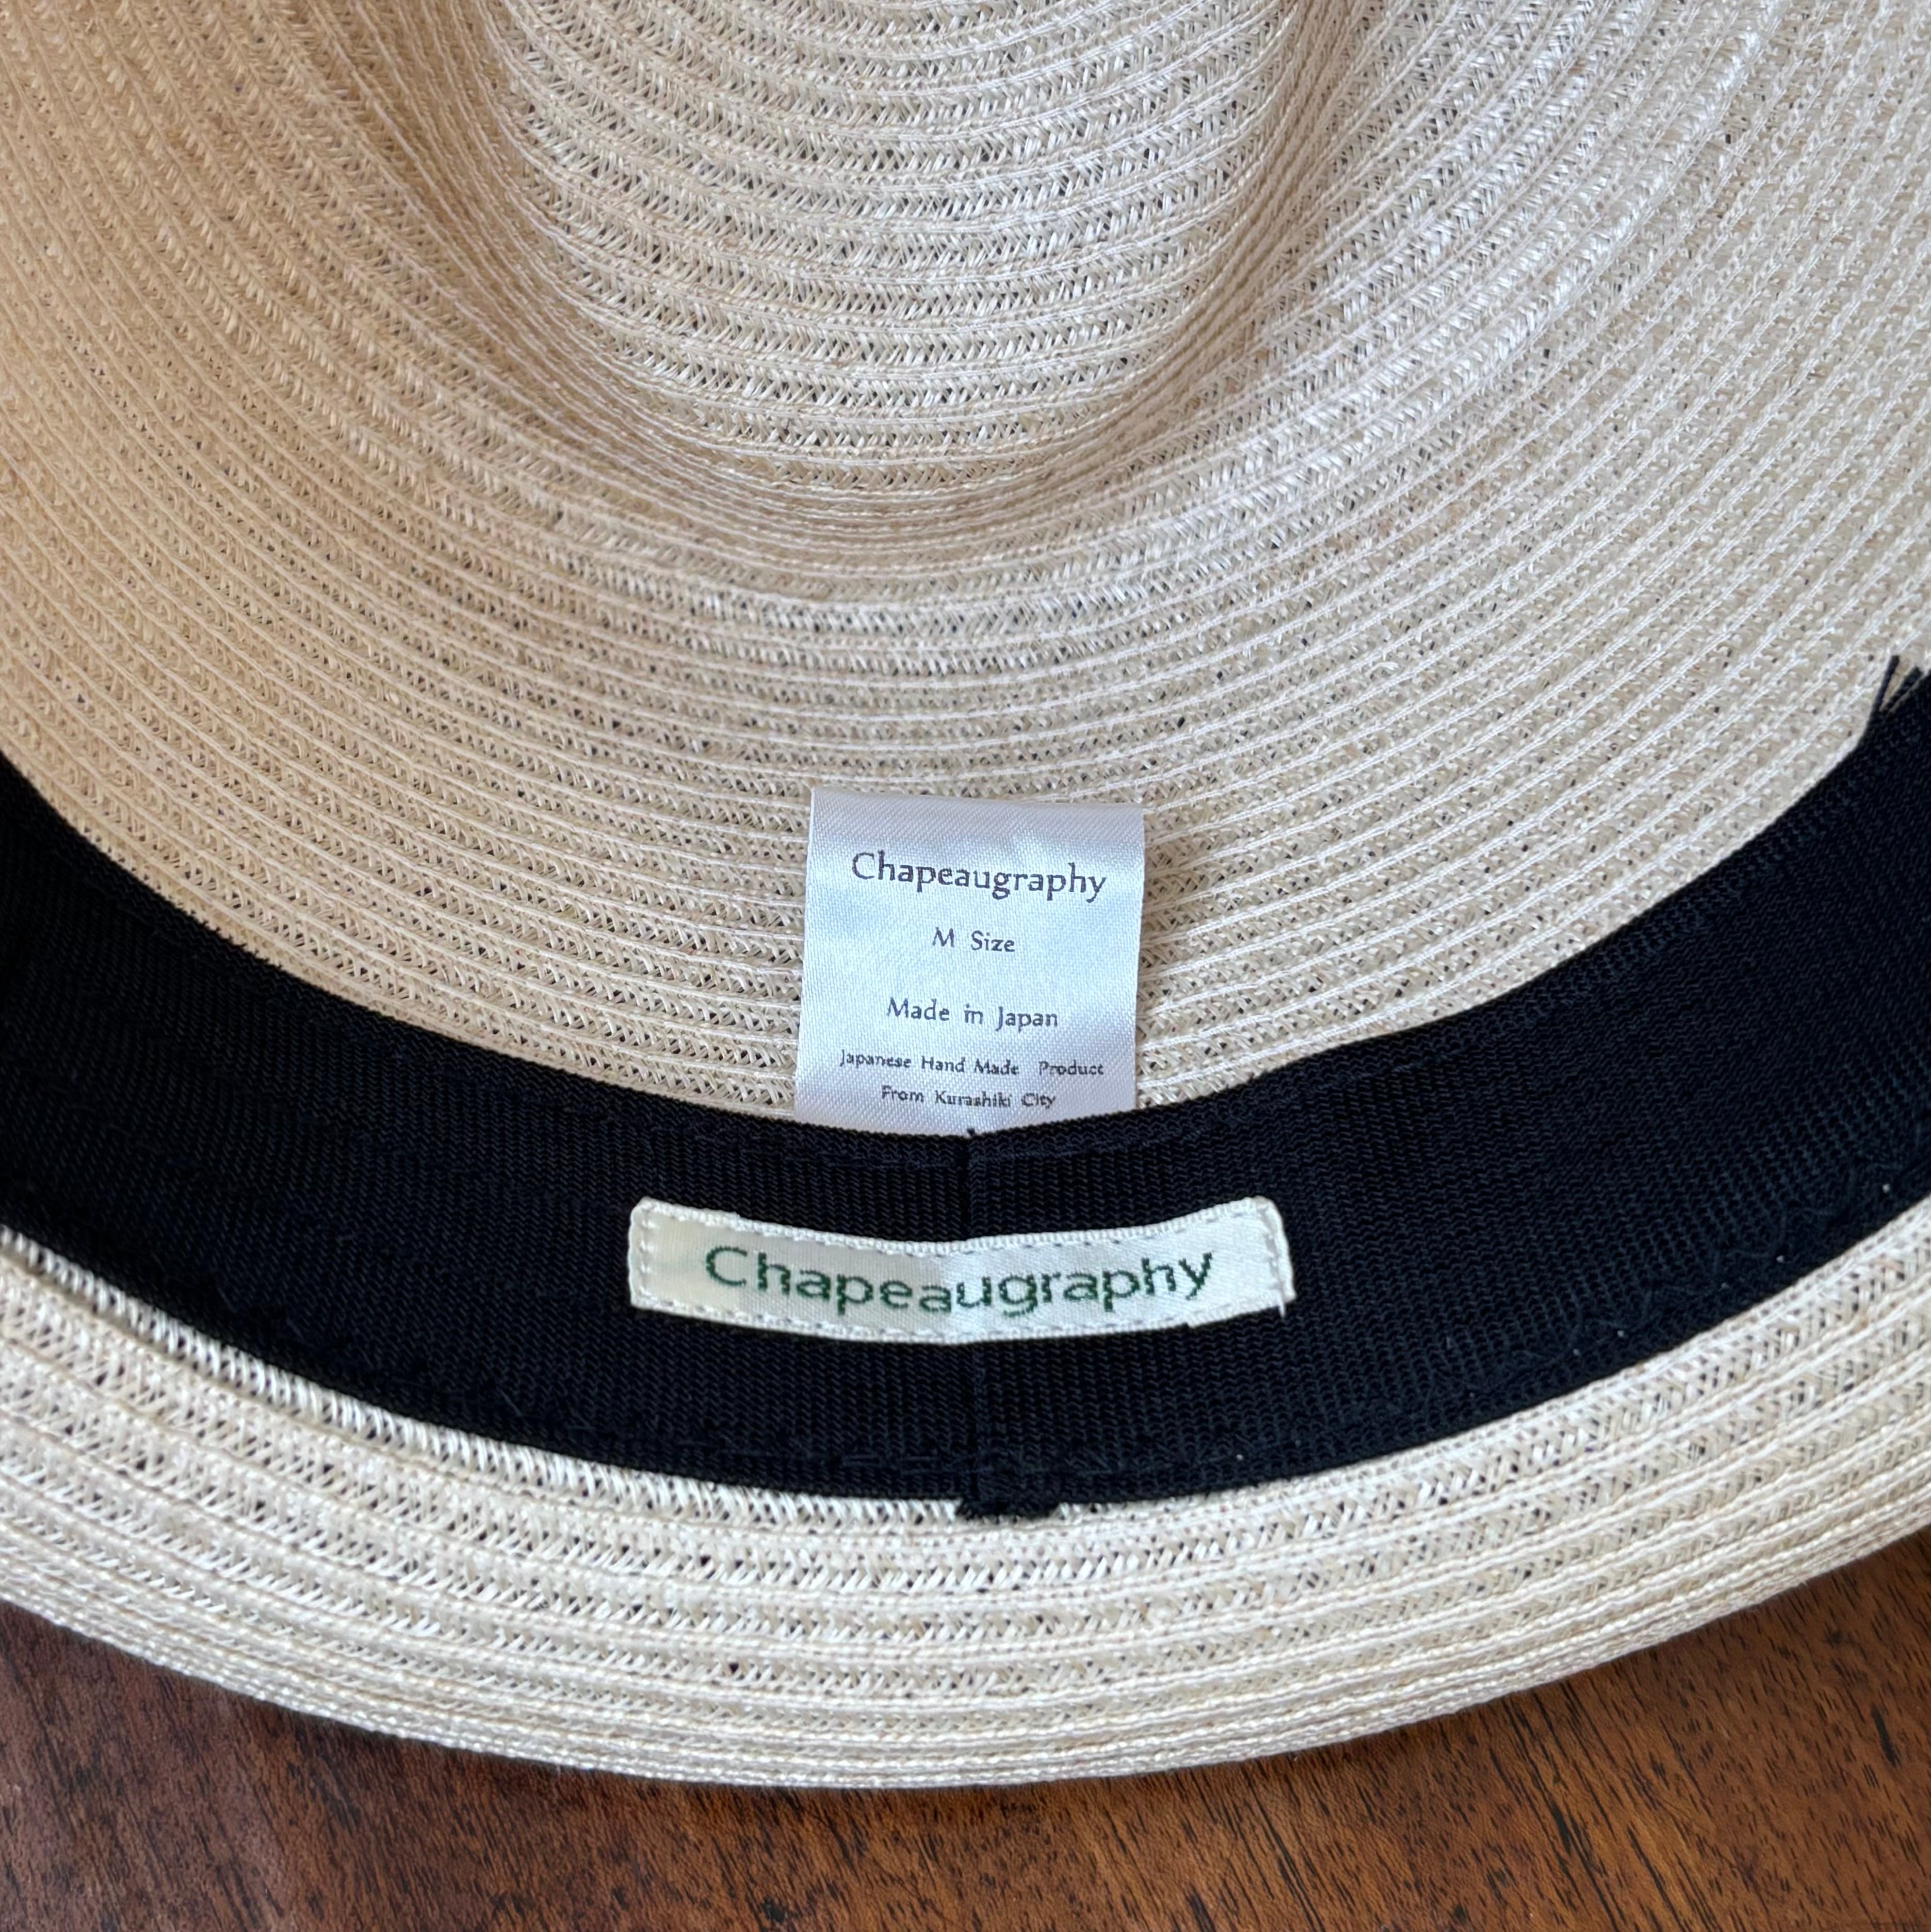 Chapeaugraphy
M Size
Made in Japan
Japanese Hand Made Product
From Kurashiki City
Chapeaugraphy